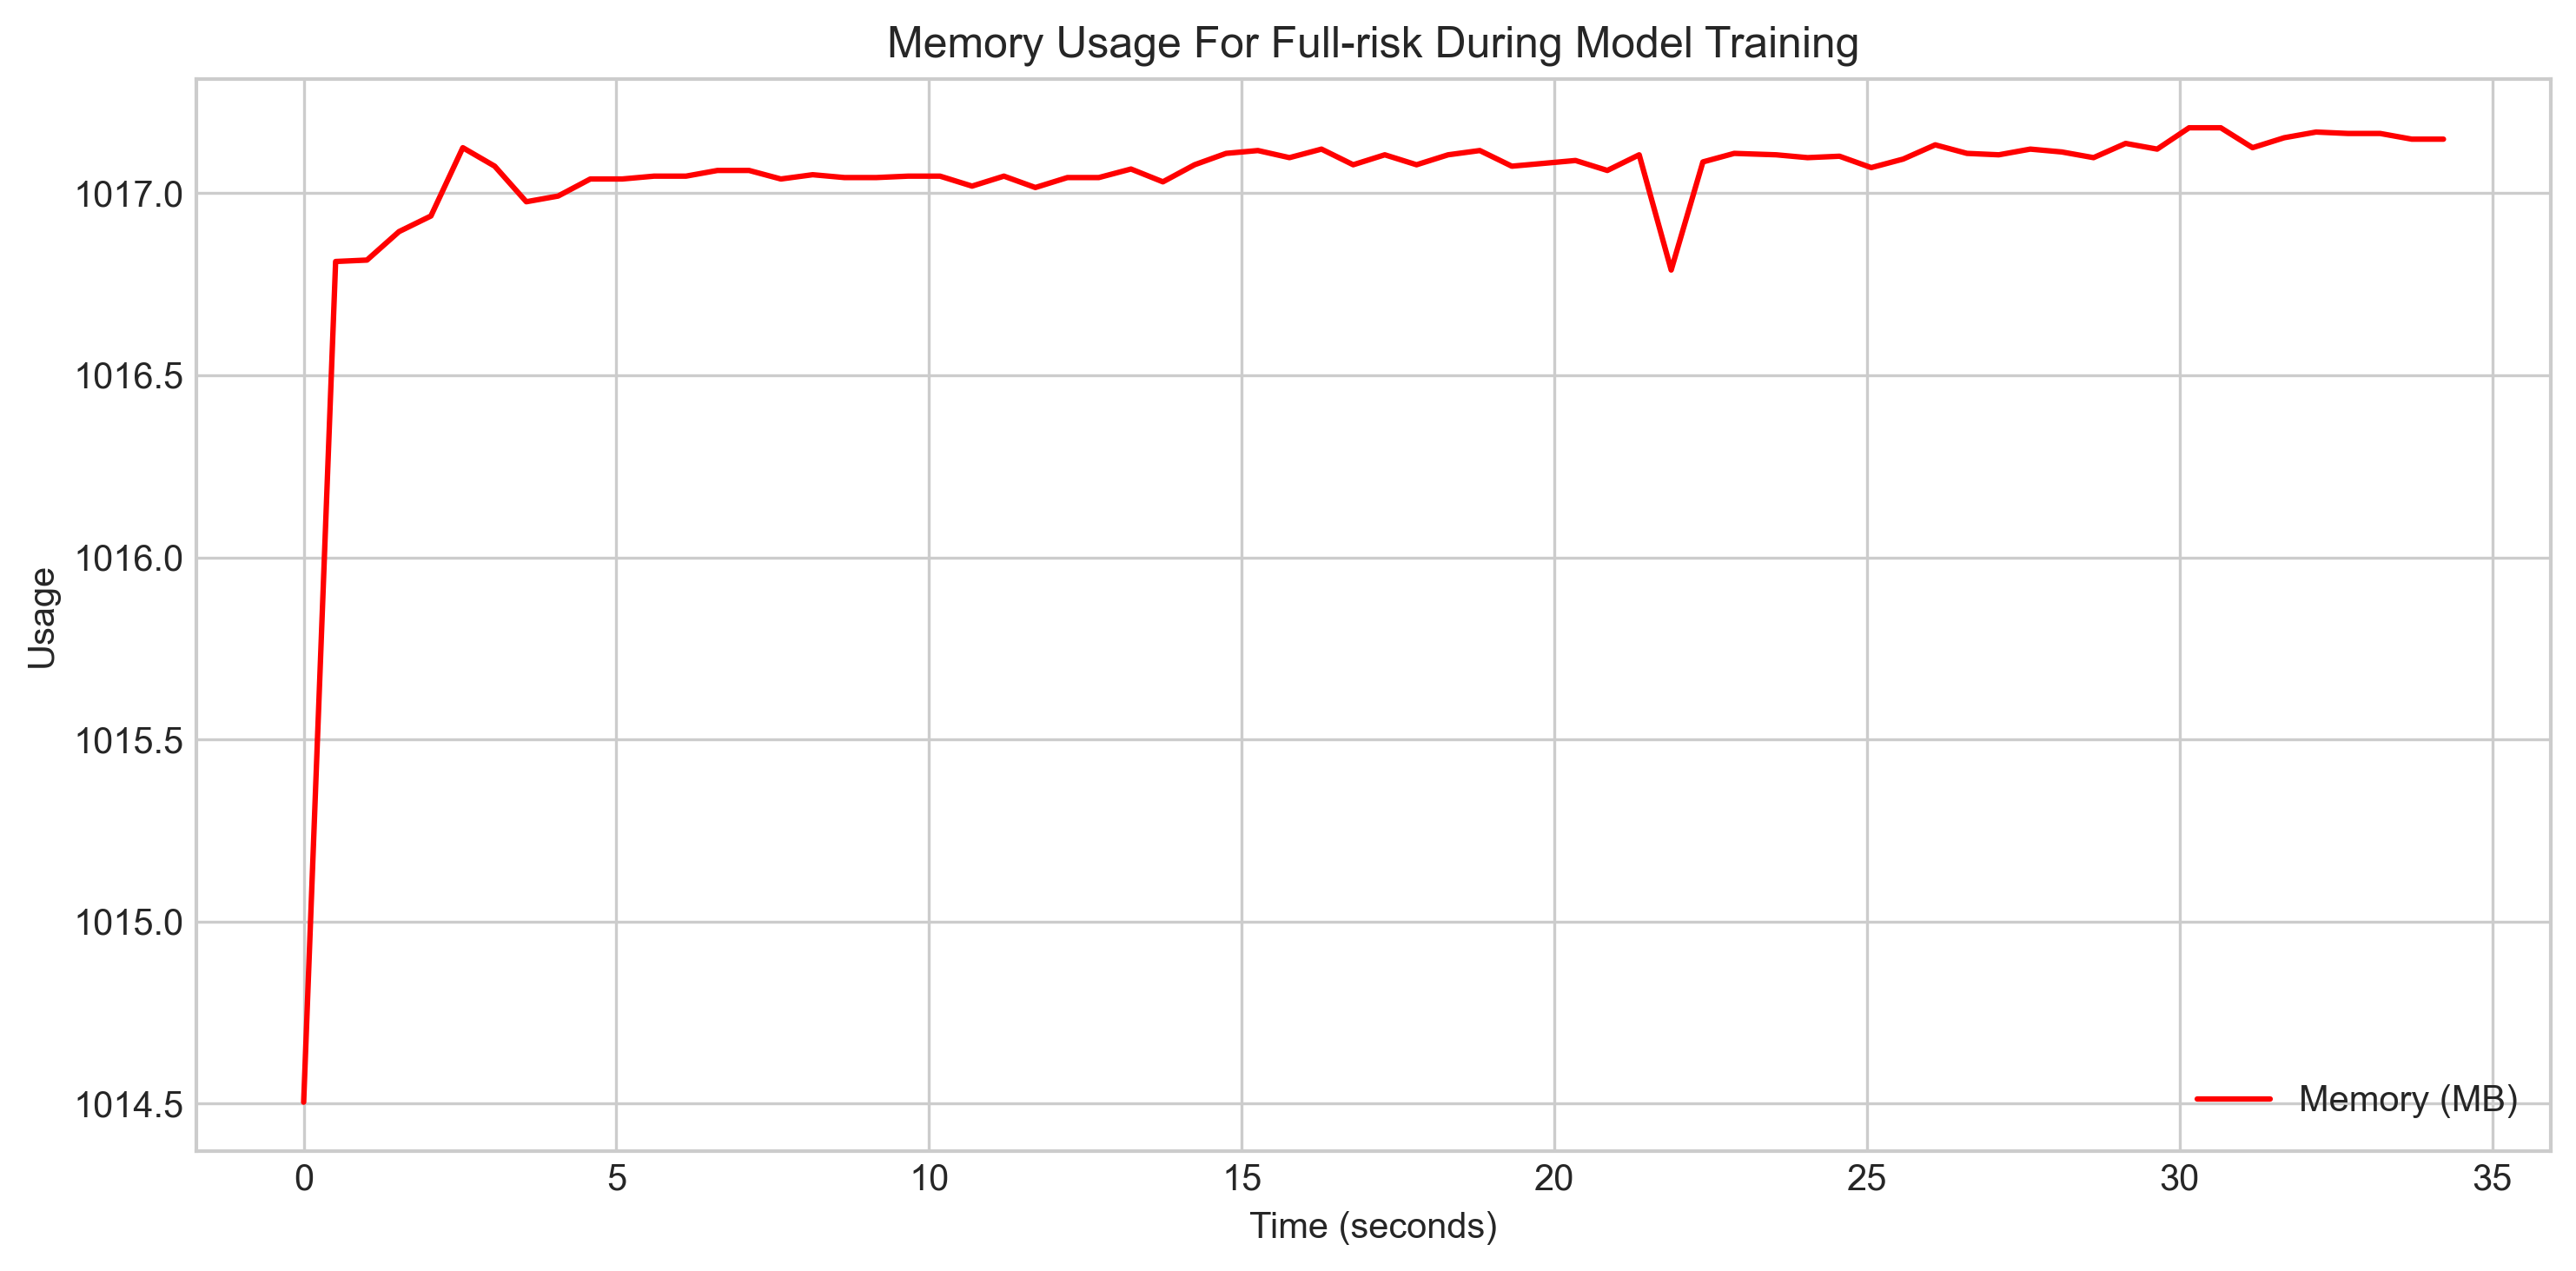 Memory Usage For Full-risk During Model Training
Usage
1017.0
1016.5
1016.0
1015.5
1015.0
1014.5
Memory (MB)
0 5 10 15 20 25 30 35
Time (seconds)